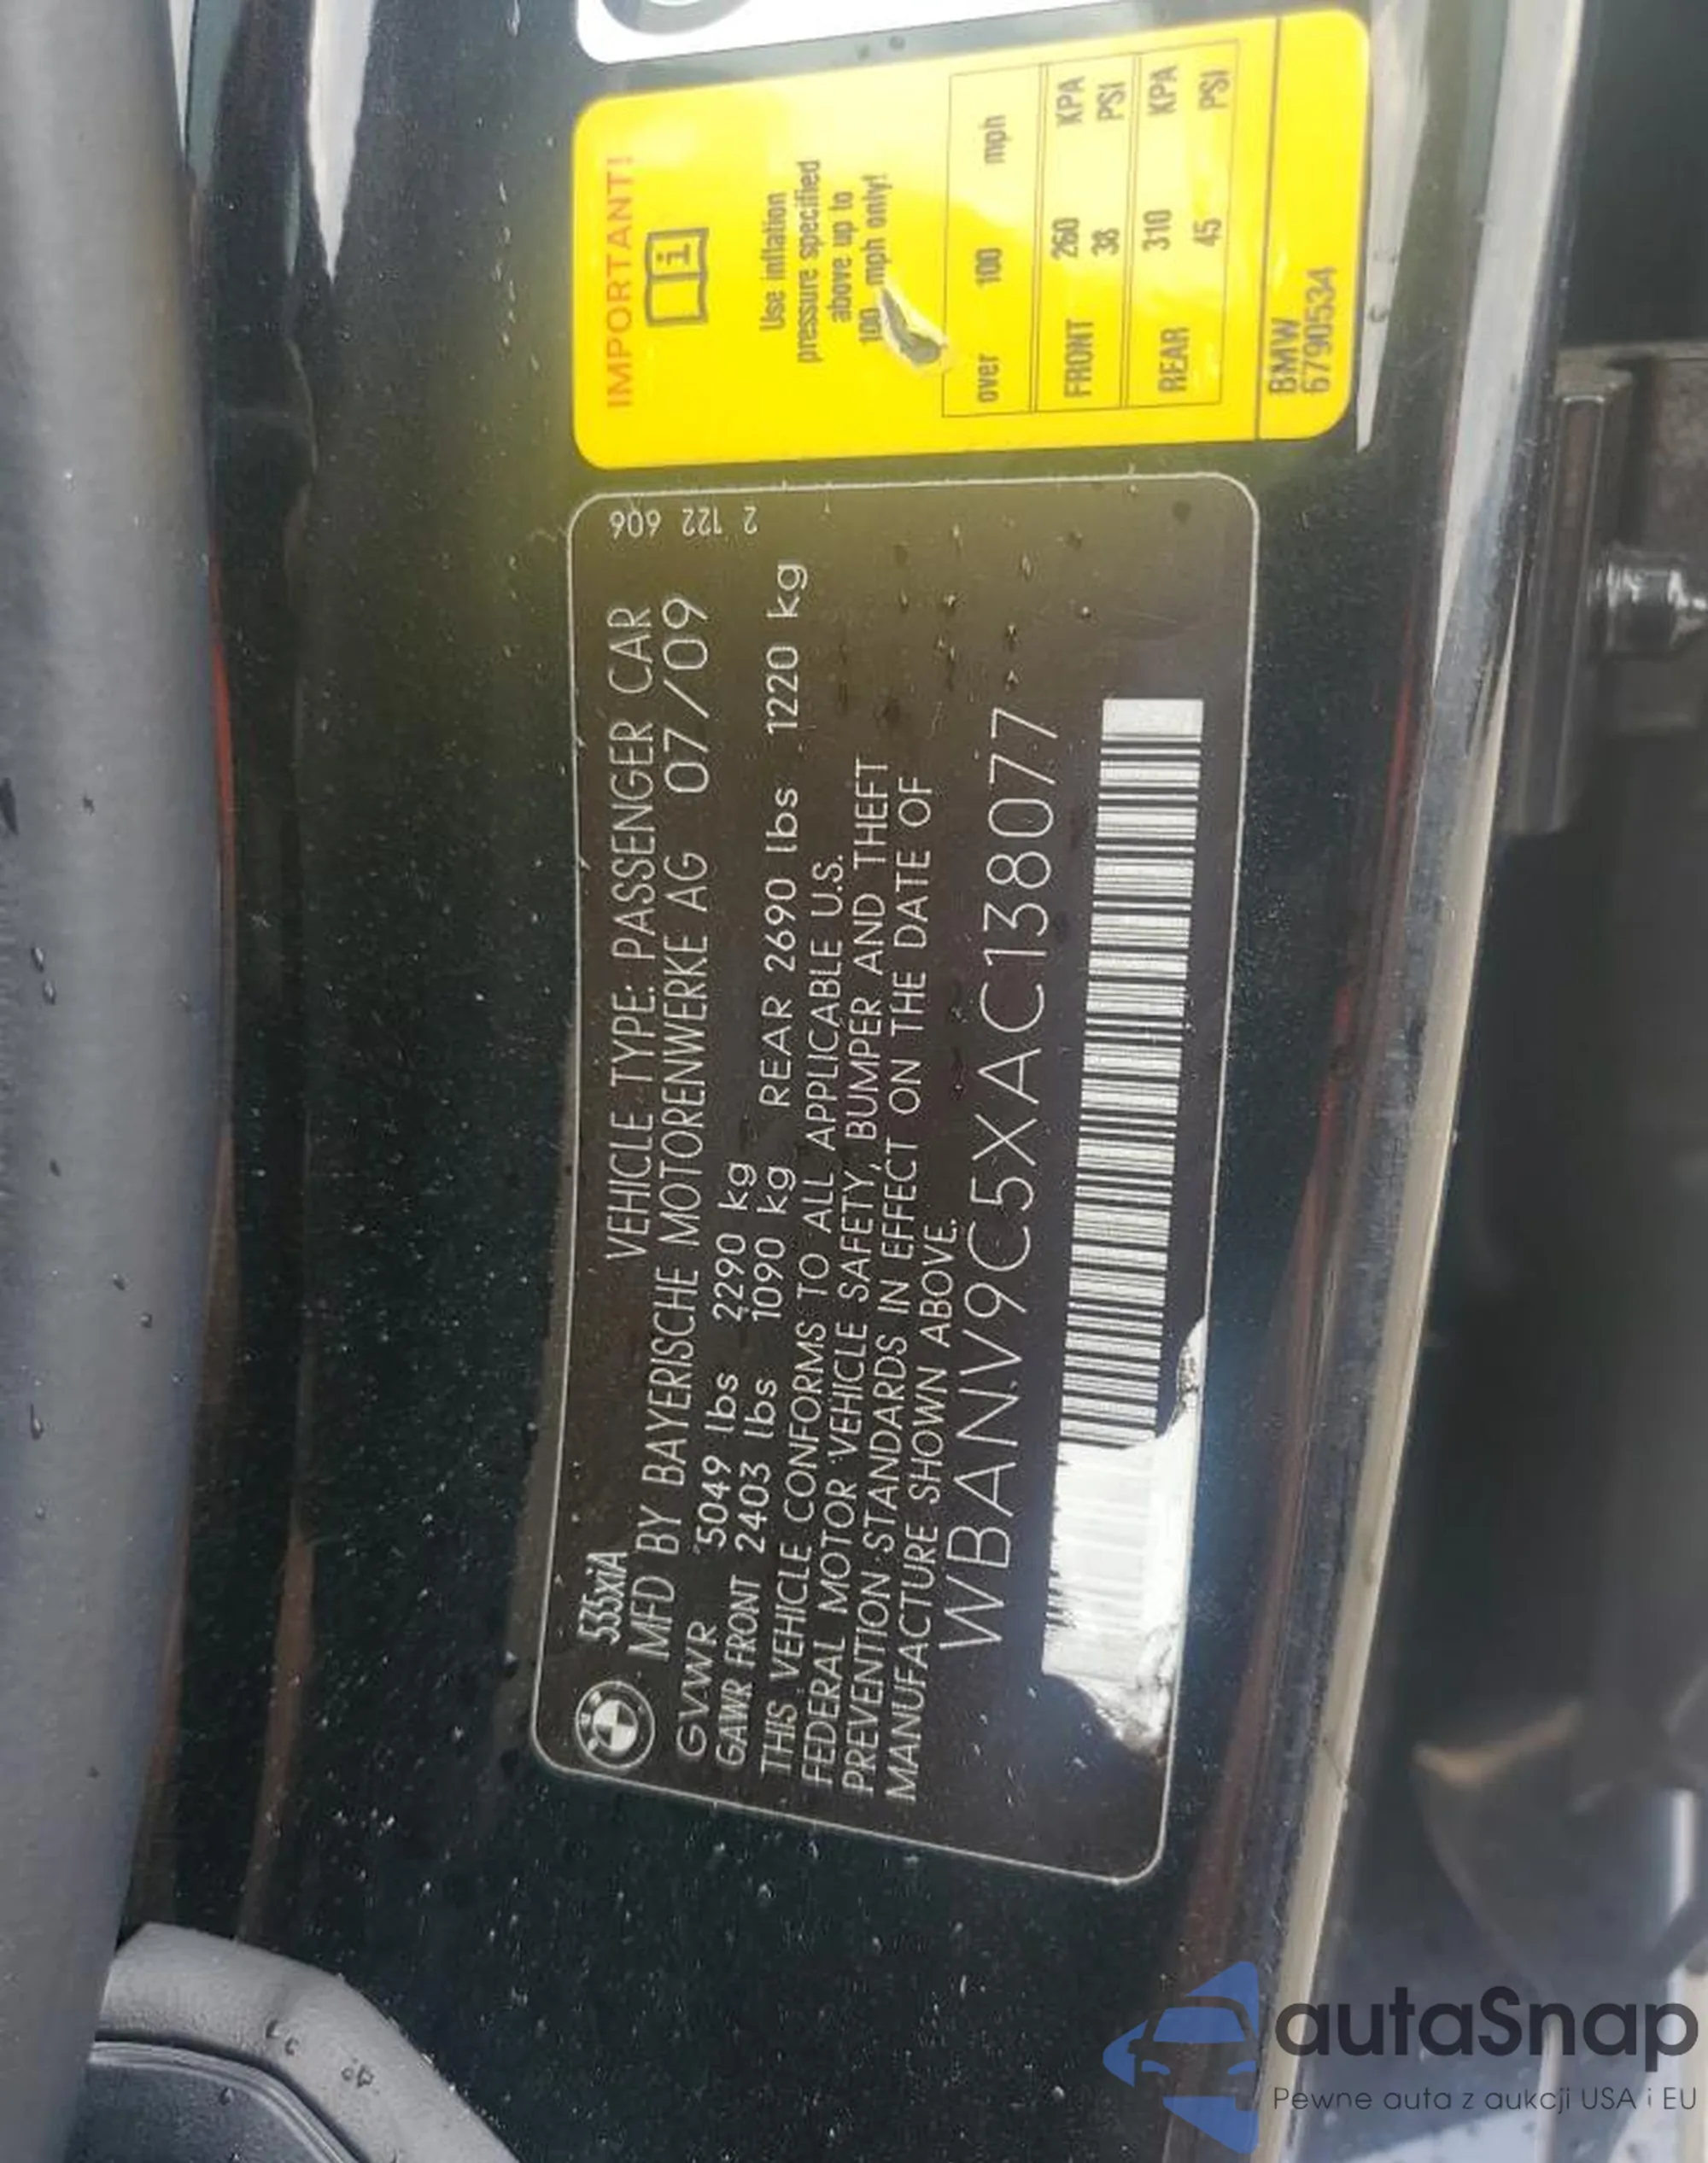 IMPORTANT!
i
Use inflation
pressure specified
above up to
100 mph only!
over 100 mph
FRONT 260 KPA
38 PSI
REAR 310 KPA
45 PSI
BMW
6790534
535xiA VEHICLE TYPE: PASSENGER CAR
MFD BY BAYERISCHE MOTORENWERKE AG 07/09
GVWR 5049 lbs 2290 kg
GAWR FRONT 2403 lbs 1090 kg REAR 2690 lbs 1220 kg
THIS VEHICLE CONFORMS TO ALL APPLICABLE U.S.
FEDERAL MOTOR VEHICLE SAFETY, BUMPER AND THEFT
PREVENTION STANDARDS IN EFFECT ON THE DATE OF
MANUFACTURE SHOWN ABOVE.
WBANV9C5XAC138077
2 122 606
autaSnap
Pewne auta z aukcji USA i EU